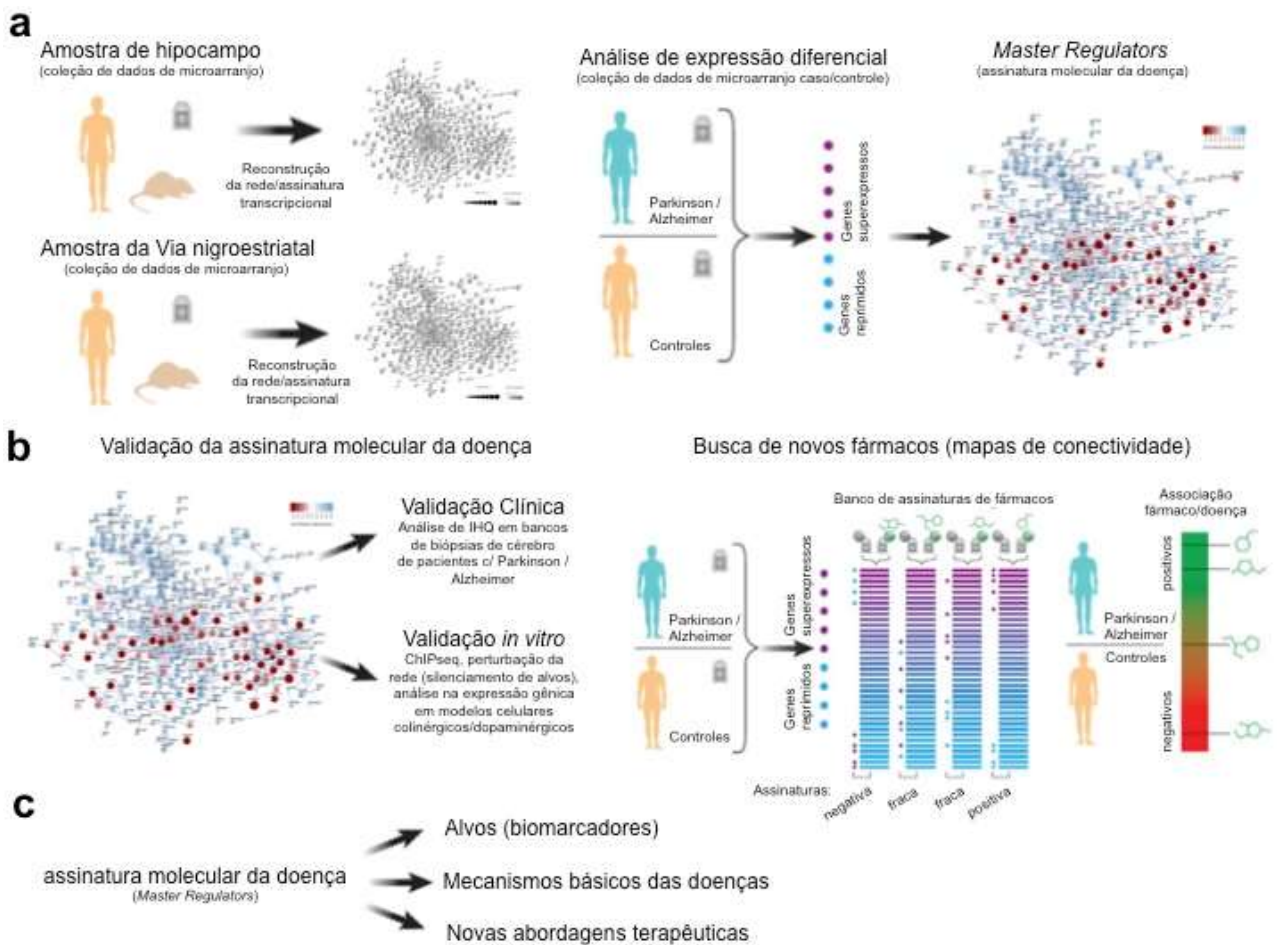 a
Amostra de hipocampo
(coleção de dados de microarranjo)
Reconstrução
da rede/assinatura
transcripcional
Amostra da Via nigroestriatal
(coleção de dados de microarranjo)
Reconstrução
da rede/assinatura
transcripcional
Análise de expressão diferencial
(coleção de dados de microarranjo caso/controle)
Parkinson /
Alzheimer
Controles
Genes
superexpressos
Genes
reprimidos
Master Regulators
(assinatura molecular da doença)
b
Validação da assinatura molecular da doença
Validação Clínica
Análise de IHQ em bancos
de biópsias de cérebro
de pacientes c/ Parkinson /
Alzheimer
Validação in vitro
ChIPseq, perturbação da
rede (silenciamento de alvos),
análise na expressão gênica
em modelos celulares
colinérgicos/dopaminérgicos
Busca de novos fármacos (mapas de conectividade)
Parkinson /
Alzheimer
Controles
Genes
superexpressos
Genes
reprimidos
Banco de assinaturas de fármacos
Assinaturas:
negativa
fraca
fraca
positiva
Parkinson /
Alzheimer
Controles
Associação
fármaco/doença
positivos
negativos
c
assinatura molecular da doença
(Master Regulators)
Alvos (biomarcadores)
Mecanismos básicos das doenças
Novas abordagens terapêuticas